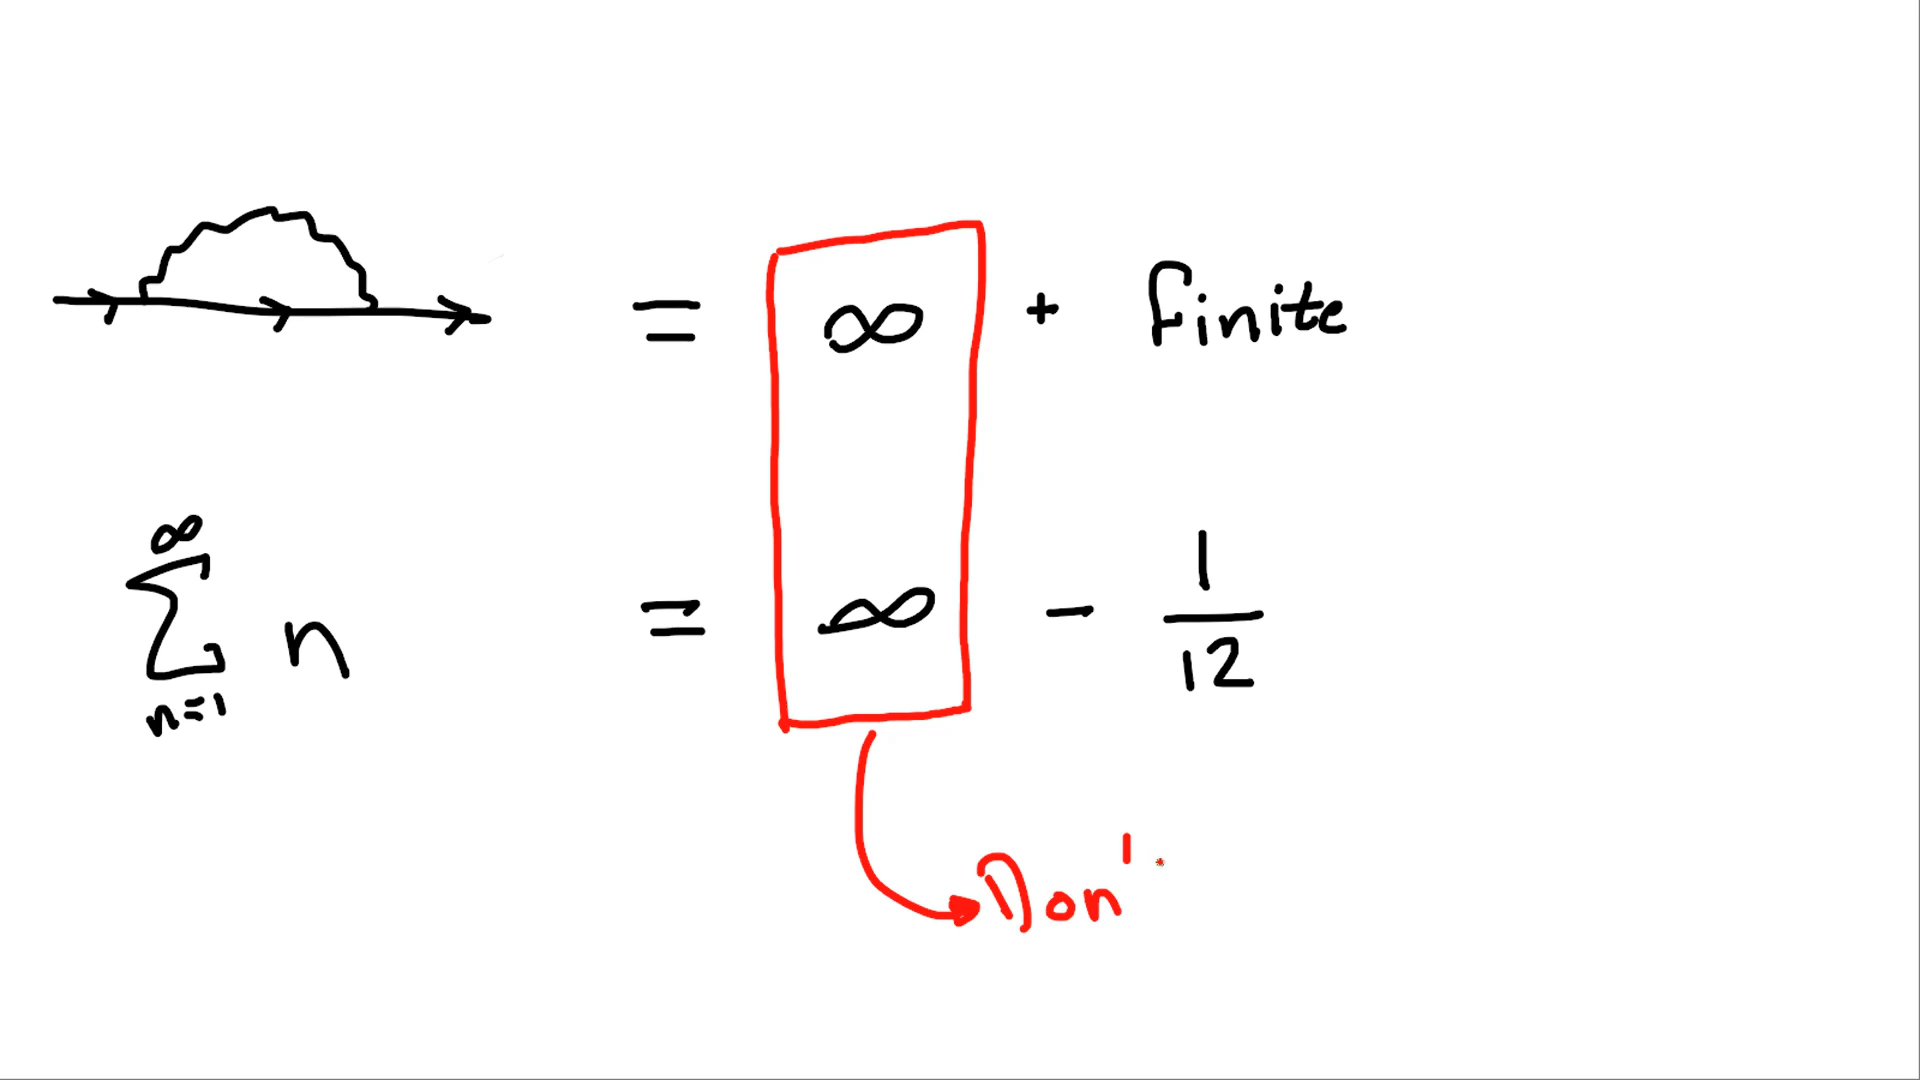 = ∞ + finite
∞
∑ n = ∞ - 1/12
n=1
Don'